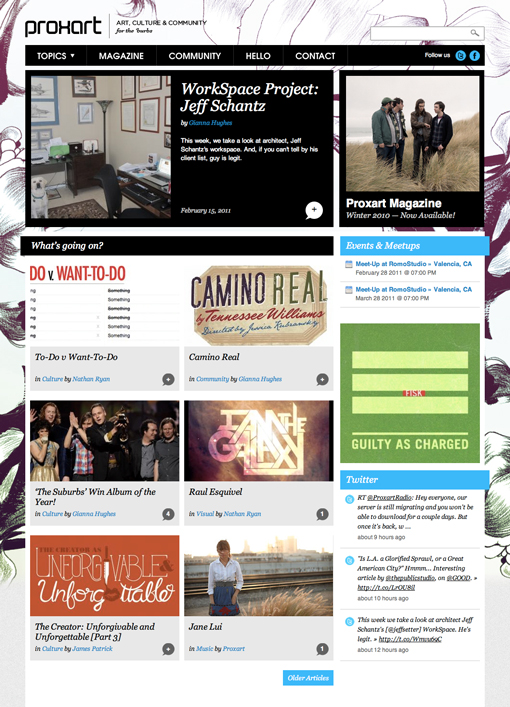 proxart
ART, CULTURE & COMMUNITY
for the 'burbs
TOPICS ▼ MAGAZINE COMMUNITY HELLO CONTACT
Follow us
WorkSpace Project:
Jeff Schantz
by Gianna Hughes
This week, we take a look at architect, Jeff
Schantz's workspace. And, if you can't tell by his
client list, guy is legit.
February 15, 2011
+
Proxart Magazine
Winter 2010 — Now Available!
What's going on?
DO v. WANT-TO-DO
ng Something
ng Something
ng Something
ng x Something
ng x Something
ng x Something
To-Do v Want-To-Do
in Culture by Nathan Ryan
+
CAMINO REAL
by Tennessee Williams
Directed by Jessica Kubzansky
Camino Real
in Community by Gianna Hughes
+
'The Suburbs' Win Album of the
Year!
in Culture by Gianna Hughes
4
I AM THE
GALAXY
Raul Esquivel
in Visual by Nathan Ryan
1
THE CREATOR AS
UNFORGIVABLE &
Unforgettable
The Creator: Unforgivable and
Unforgettable [Part 3]
in Culture by James Patrick
+
Jane Lui
in Music by Proxart
1
Older Articles
Events & Meetups
Meet-Up at RomoStudio » Valencia, CA
February 28 2011 @ 07:00 PM
Meet-Up at RomoStudio » Valencia, CA
March 28 2011 @ 07:00 PM
FISK
GUILTY AS CHARGED
Twitter
RT @ProxartRadio: Hey everyone, our
server is still migrating and you won't be
able to download for a couple days. But
once it's back, w ...
about 9 hours ago
"Is L.A. a Glorified Sprawl, or a Great
American City?" Hmmm... Interesting
article by @thepublicstudio, on @GOOD. »
http://t.co/LrOU8il
about 10 hours ago
This week we take a look at architect Jeff
Schantz's [@jeffsetter] WorkSpace. He's
legit. » http://t.co/Wmvu69C
about 12 hours ago